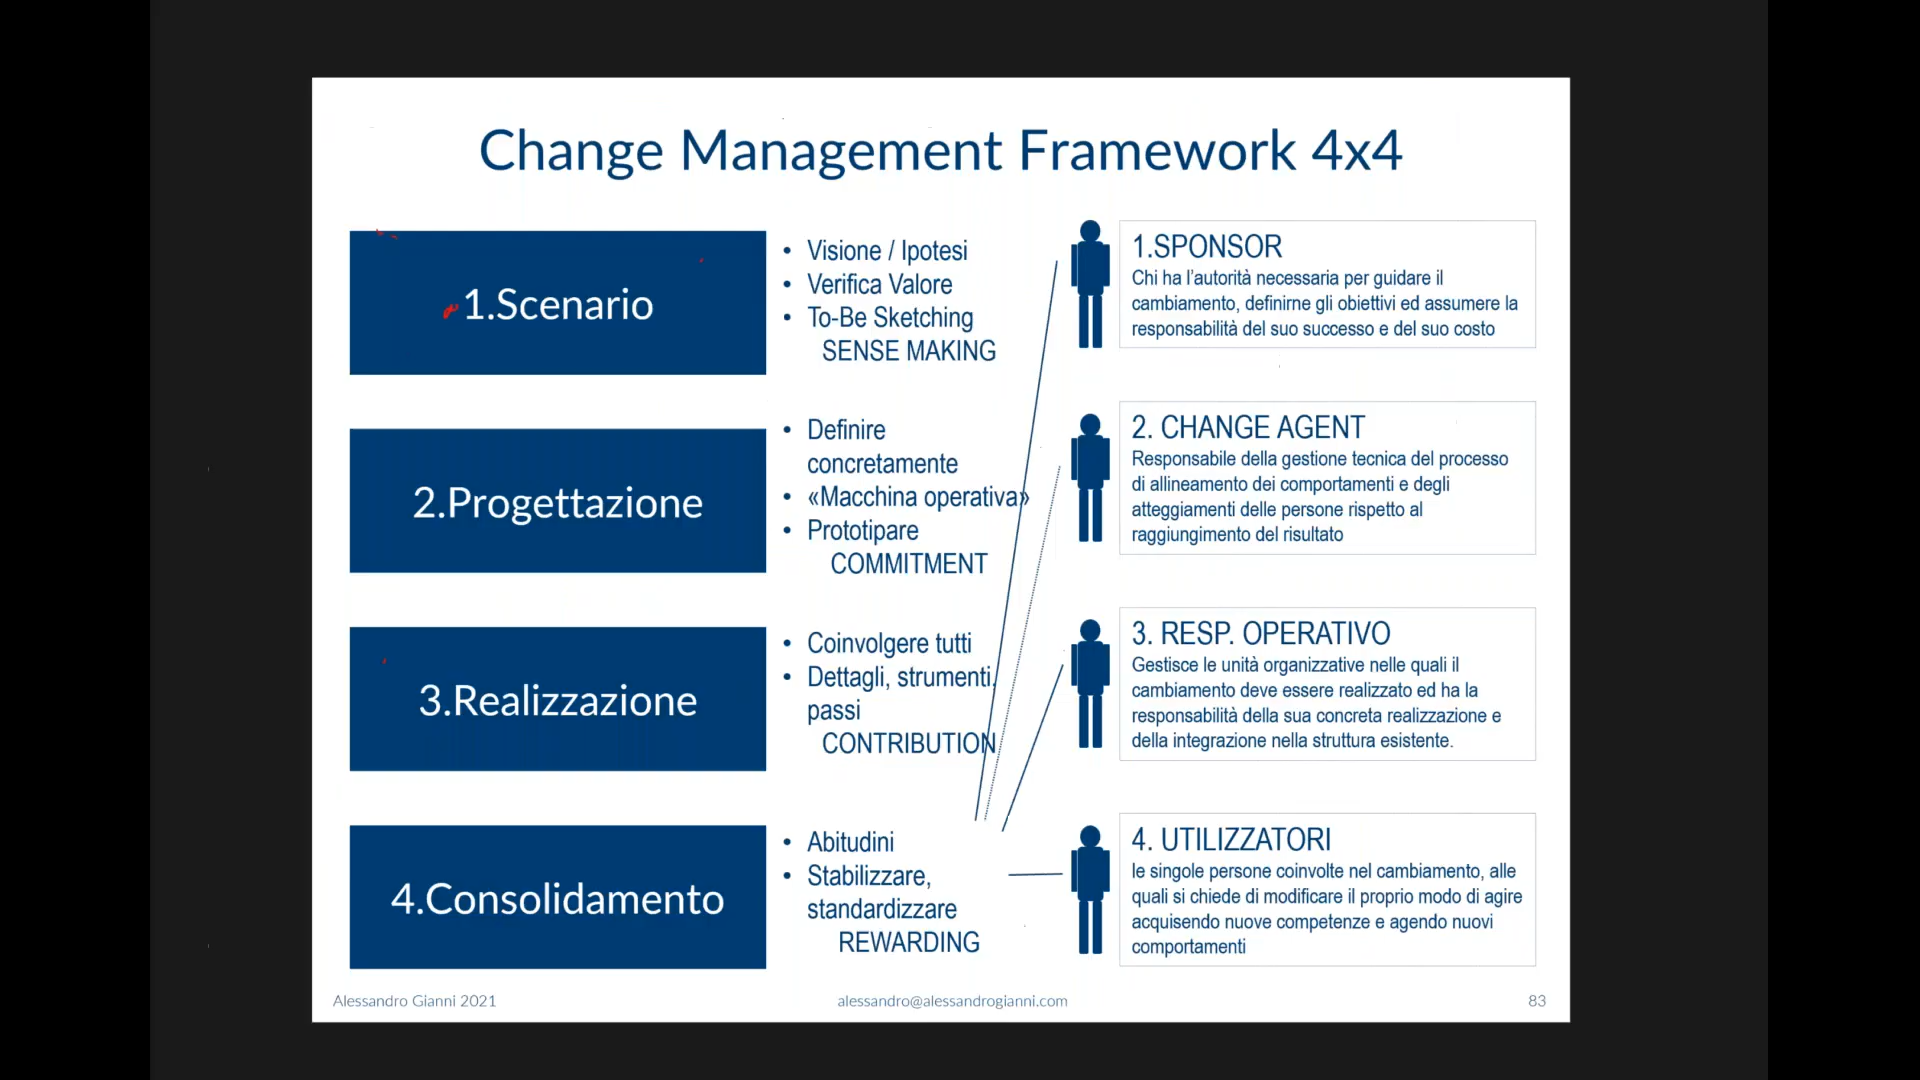 Change Management Framework 4x4
1.Scenario
• Visione / Ipotesi
• Verifica Valore
• To-Be Sketching
SENSE MAKING
1.SPONSOR
Chi ha l’autorità necessaria per guidare il
cambiamento, definirne gli obiettivi ed assumere la
responsabilità del suo successo e del suo costo
2.Progettazione
• Definire
concretamente
• «Macchina operativa»
• Prototipare
COMMITMENT
2. CHANGE AGENT
Responsabile della gestione tecnica del processo
di allineamento dei comportamenti e degli
atteggiamenti delle persone rispetto al
raggiungimento del risultato
3.Realizzazione
• Coinvolgere tutti
• Dettagli, strumenti,
passi
CONTRIBUTION
3. RESP. OPERATIVO
Gestisce le unità organizzative nelle quali il
cambiamento deve essere realizzato ed ha la
responsabilità della sua concreta realizzazione e
della integrazione nella struttura esistente.
4.Consolidamento
• Abitudini
• Stabilizzare,
standardizzare
REWARDING
4. UTILIZZATORI
le singole persone coinvolte nel cambiamento, alle
quali si chiede di modificare il proprio modo di agire
acquisendo nuove competenze e agendo nuovi
comportamenti
Alessandro Gianni 2021
alessandro@alessandrogianni.com
83